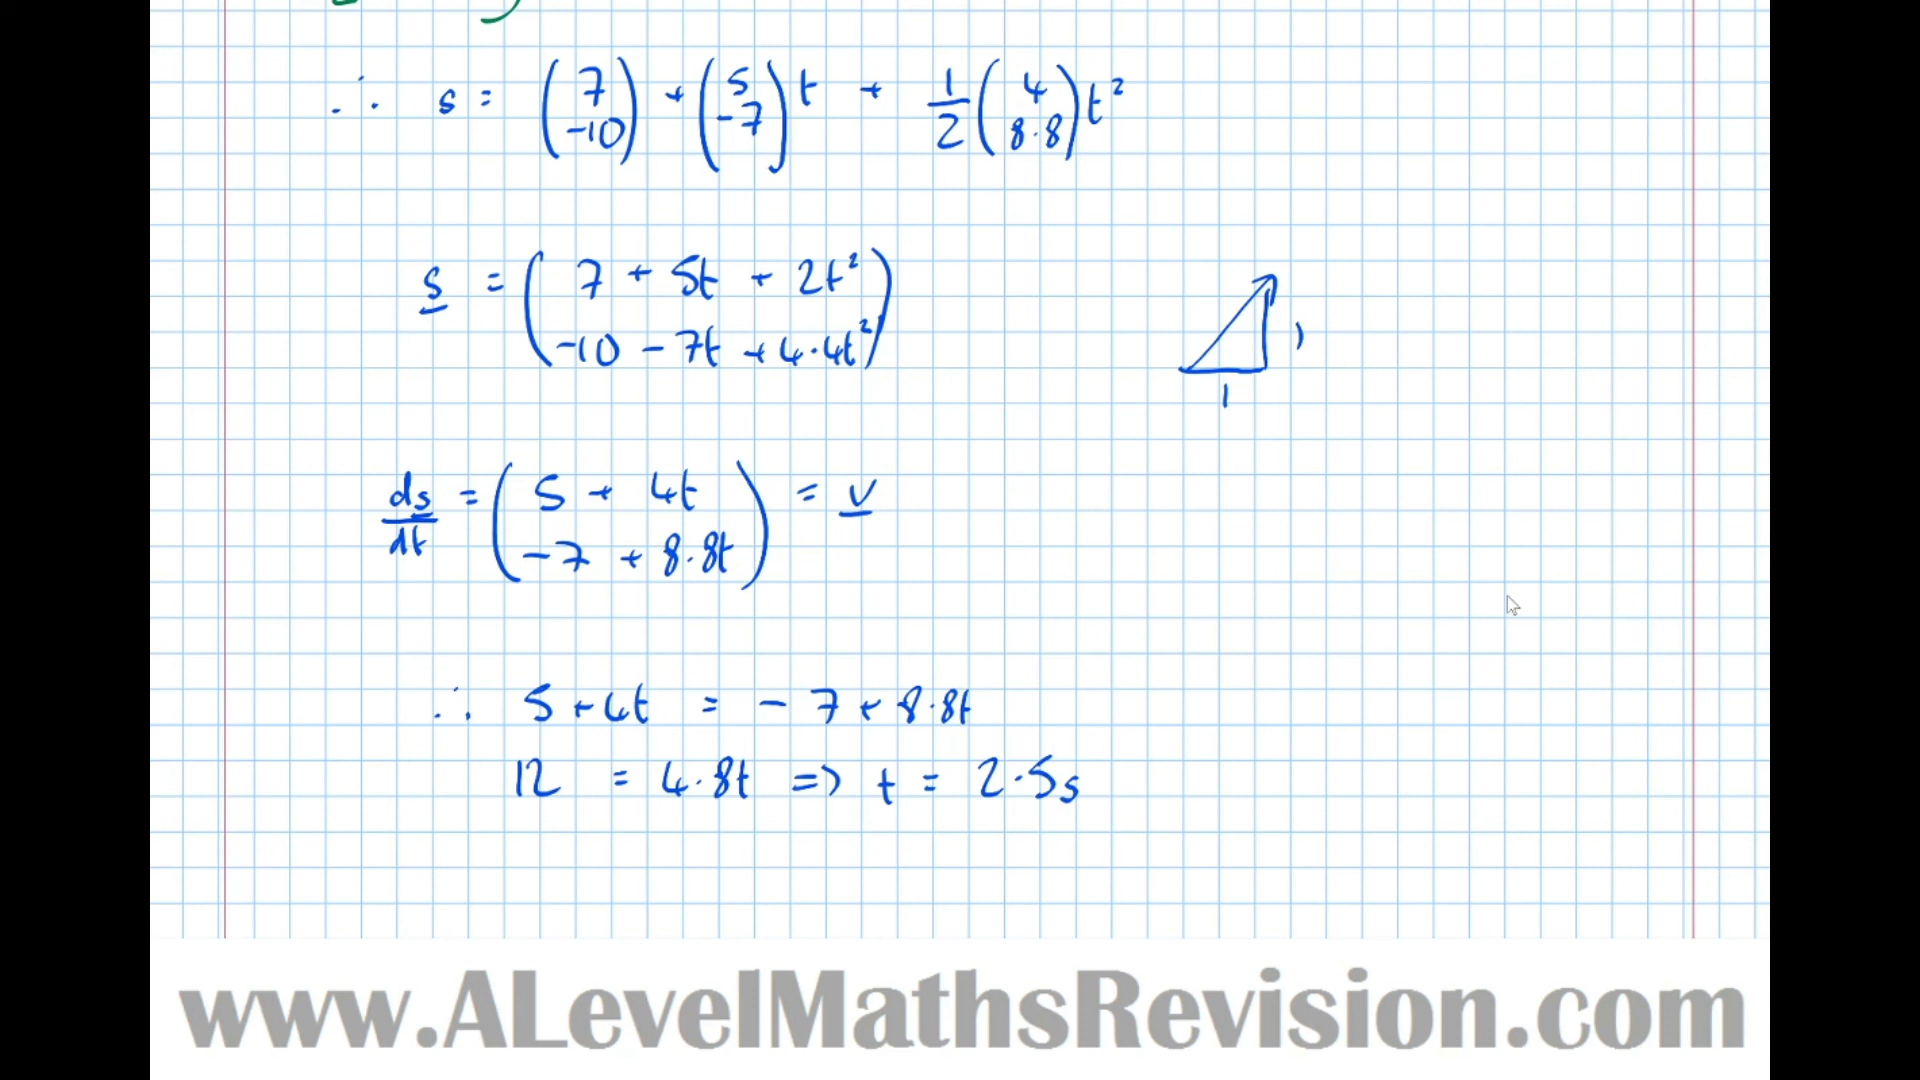 ∴ s = (7 -10) + (5 -7) t + 1/2 (4 8.8) t²
s = (7 + 5t + 2t² -10 - 7t + 4.4t²)
1
1
ds/dt = (5 + 4t -7 + 8.8t) = v
∴ 5 + 4t = -7 + 8.8t
12 = 4.8t => t = 2.5s
www.ALevelMathsRevision.com